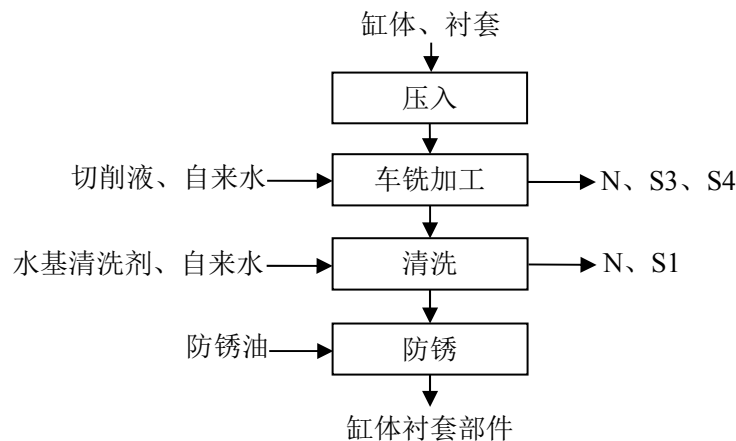 缸体、衬套
压入
切削液、自来水
车铣加工
N、S3、S4
水基清洗剂、自来水
清洗
N、S1
防锈油
防锈
缸体衬套部件